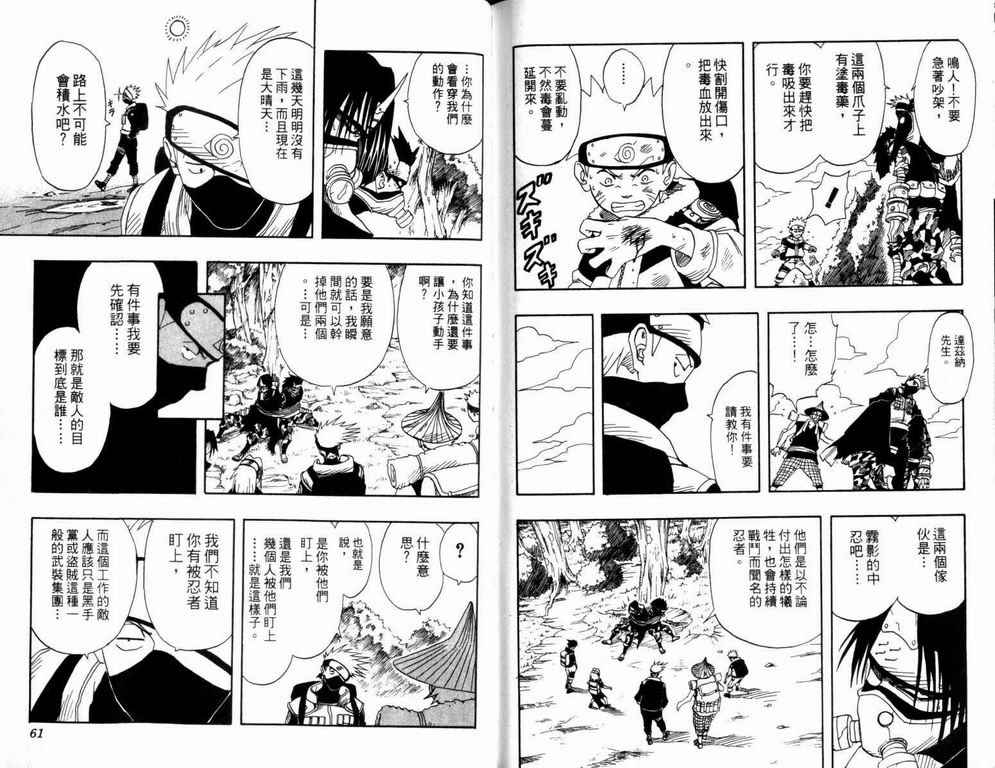 鳴人！不要
急著吵架，
這兩個爪子上
有塗毒藥，
你要趕快把
毒吸出來才
行。
！
快割開傷口，
把毒血放出來
。
……
不要亂動，
不然毒會蔓
延開來。
ズキズキ
達茲納
先生。
怎…怎麼
了…！
我有件事要
請教你！
這兩個傢
伙是…
霧影的中
忍吧……
他們是以不論
付出怎樣的犧
牲，也會持續
戰鬥而聞名的
忍者。
…你為什麼
會看穿我們
的動作？
這幾天明明沒有
下雨，而且現在
是大晴天…
路上不可能
會積水吧？
キラ
你知道這件事
，為什麼還要
讓小孩子動手
啊？
要是我願意
的話，我瞬
間就可以幹
掉他們兩個
。…可是…
有件事我要
先確認……
那就是敵人的目
標到底是誰……
？
什麼意
思？
也就是
說，
是你被他們
盯上，
還是我們
幾個人被他們盯上
……就是這樣子。
我們不知道
你有被忍者
盯上，
而這個工作的敵
人應該只是黑手
黨或盜賊這種一
般的武裝集團…
61